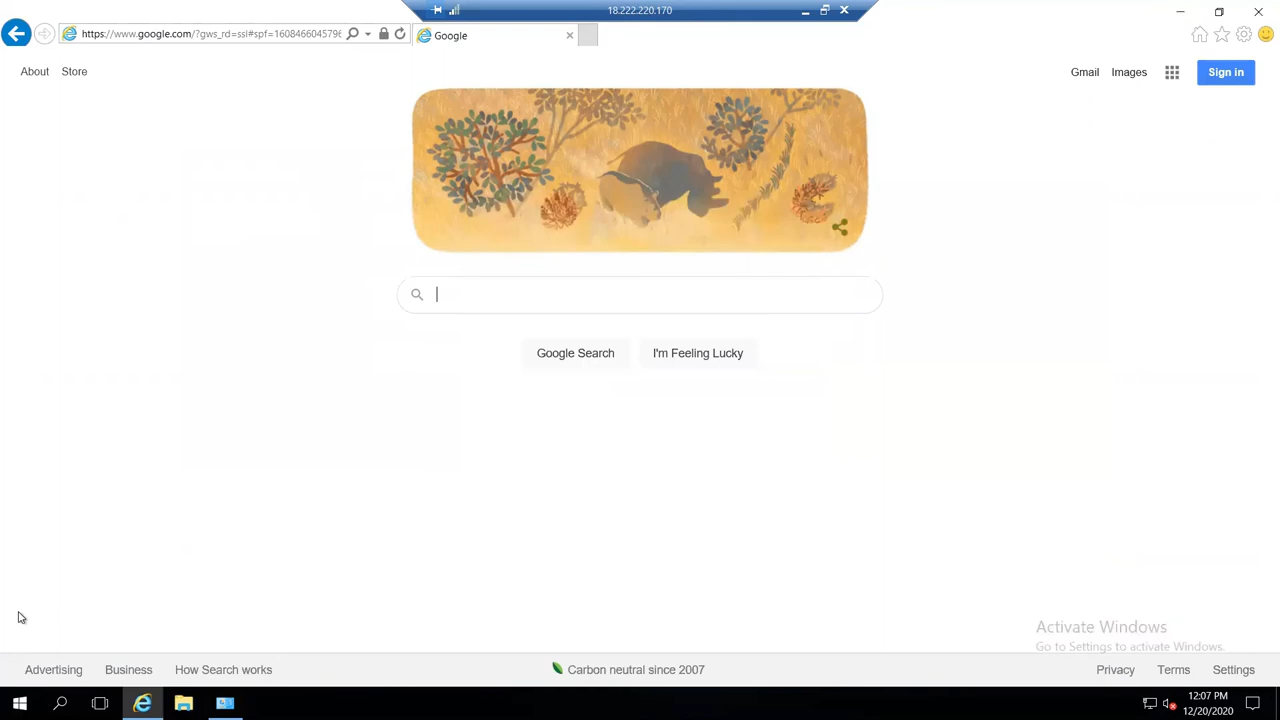 18.222.220.170
https://www.google.com/?gws_rd=ssl#spf=160846604579
Google
About
Store
Gmail
Images
Sign in
Google Search
I'm Feeling Lucky
Activate Windows
Go to Settings to activate Windows.
Advertising
Business
How Search works
Carbon neutral since 2007
Privacy
Terms
Settings
12:07 PM
12/20/2020